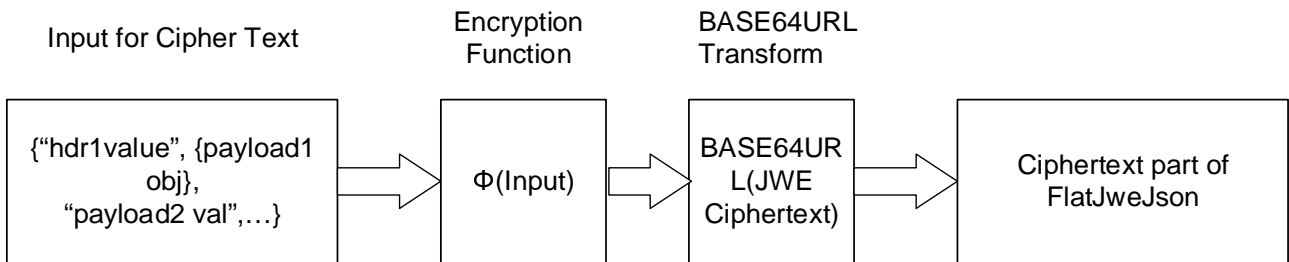 Input for Cipher Text
Encryption
Function
BASE64URL
Transform
{“hdr1value”, {payload1
obj},
“payload2 val”,…}
Φ(Input)
BASE64UR
L(JWE
Ciphertext)
Ciphertext part of
FlatJweJson